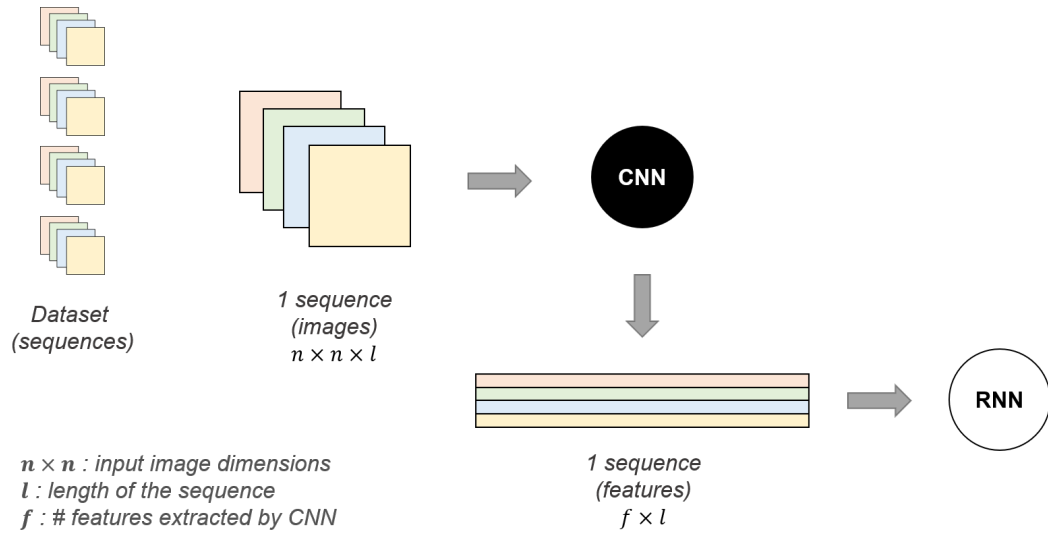 CNN
Dataset
(sequences)
1 sequence
(images)
n × n × l
RNN
n × n : input image dimensions
l : length of the sequence
f : # features extracted by CNN
1 sequence
(features)
f × l